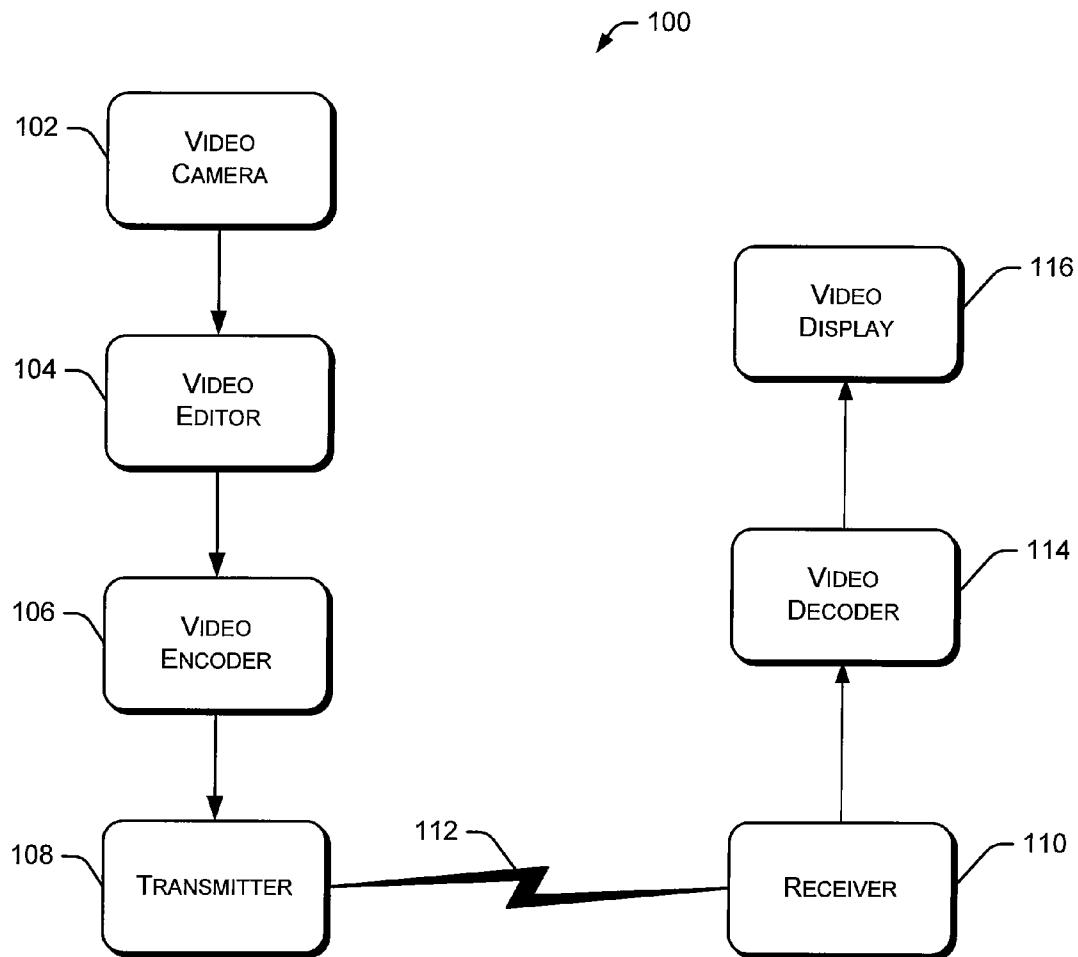 100
102
VIDEO
CAMERA
104
VIDEO
EDITOR
106
VIDEO
ENCODER
108
TRANSMITTER
112
116
VIDEO
DISPLAY
114
VIDEO
DECODER
110
RECEIVER